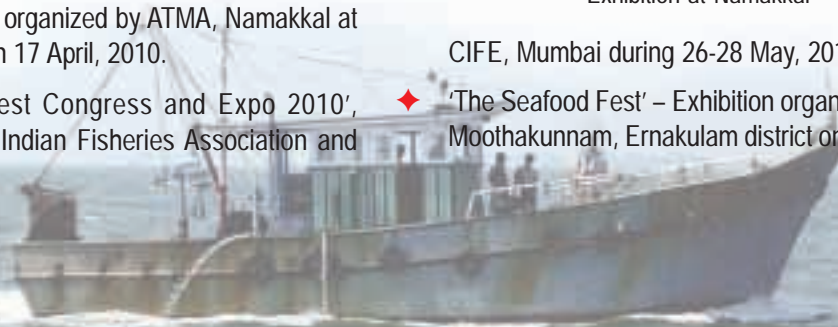 organized by ATMA, Namakkal at
17 April, 2010.
est Congress and Expo 2010',
Indian Fisheries Association and
Exhibition at Namakkal
CIFE, Mumbai during 26-28 May, 201
'The Seafood Fest' – Exhibition organ
Moothakunnam, Ernakulam district or